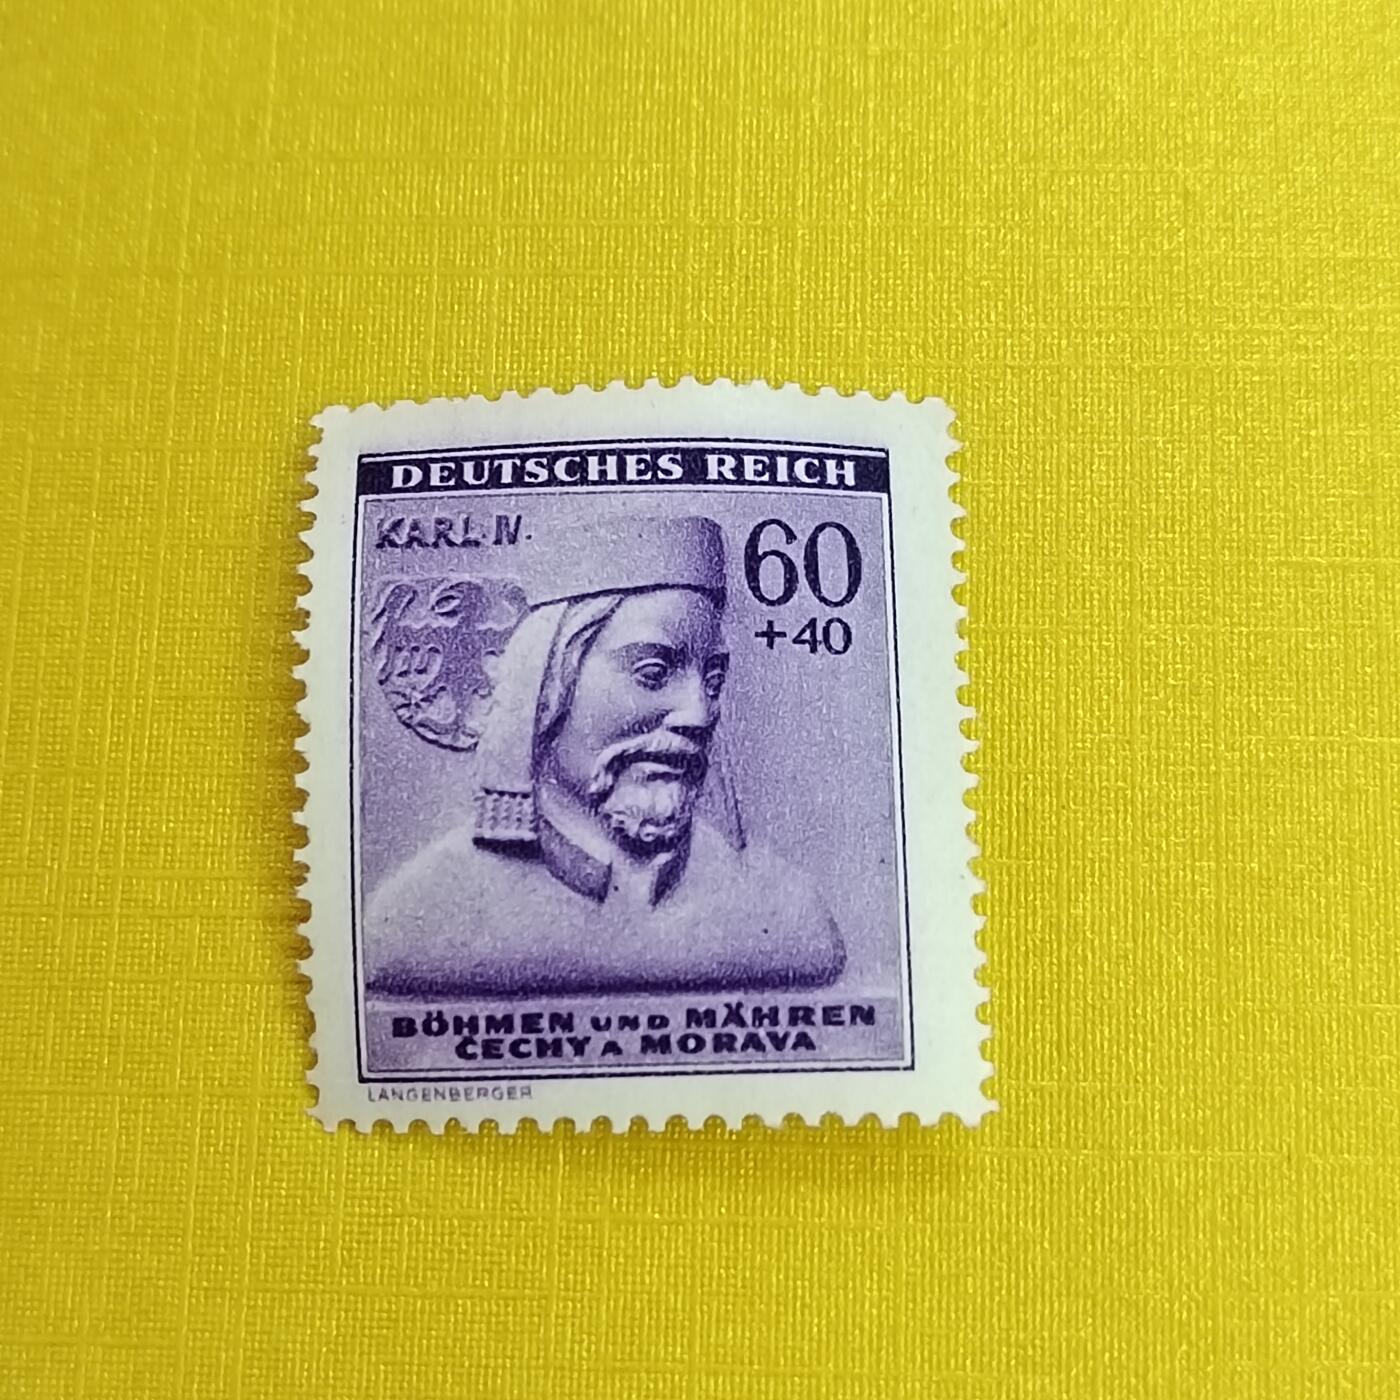 DEUTSCHES REICH
KARL·IV.
60
+40
BÖHMEN UND MÄHREN
ČECHY A MORAVA
LANGENBERGER